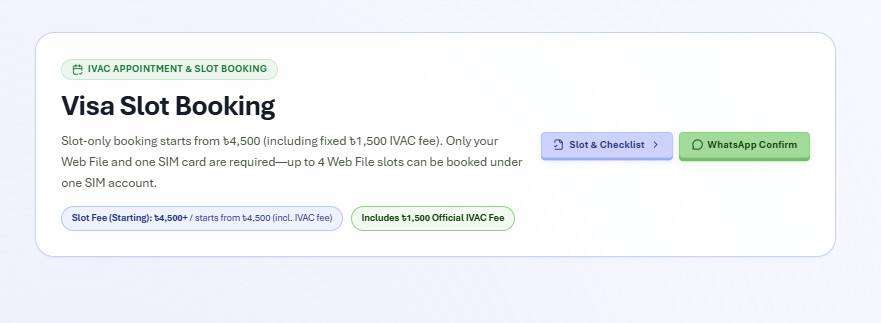 IVAC APPOINTMENT & SLOT BOOKING
Visa Slot Booking
Slot-only booking starts from ৳4,500 (including fixed ৳1,500 IVAC fee). Only your
Web File and one SIM card are required—up to 4 Web File slots can be booked under
one SIM account.
Slot & Checklist
WhatsApp Confirm
Slot Fee (Starting): ৳4,500+ / starts from ৳4,500 (incl. IVAC fee)
Includes ৳1,500 Official IVAC Fee